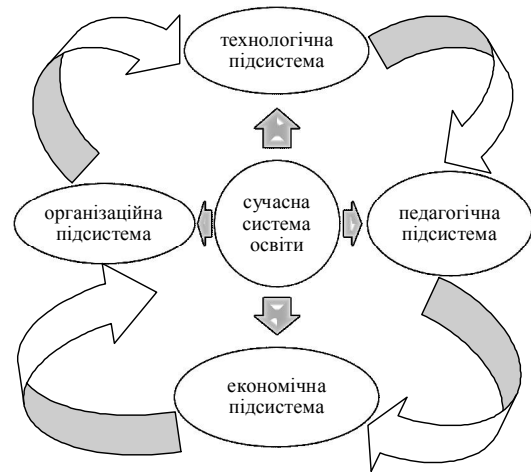 технологічна
підсистема
організаційна
підсистема
сучасна
система
освіти
педагогічна
підсистема
економічна
підсистема